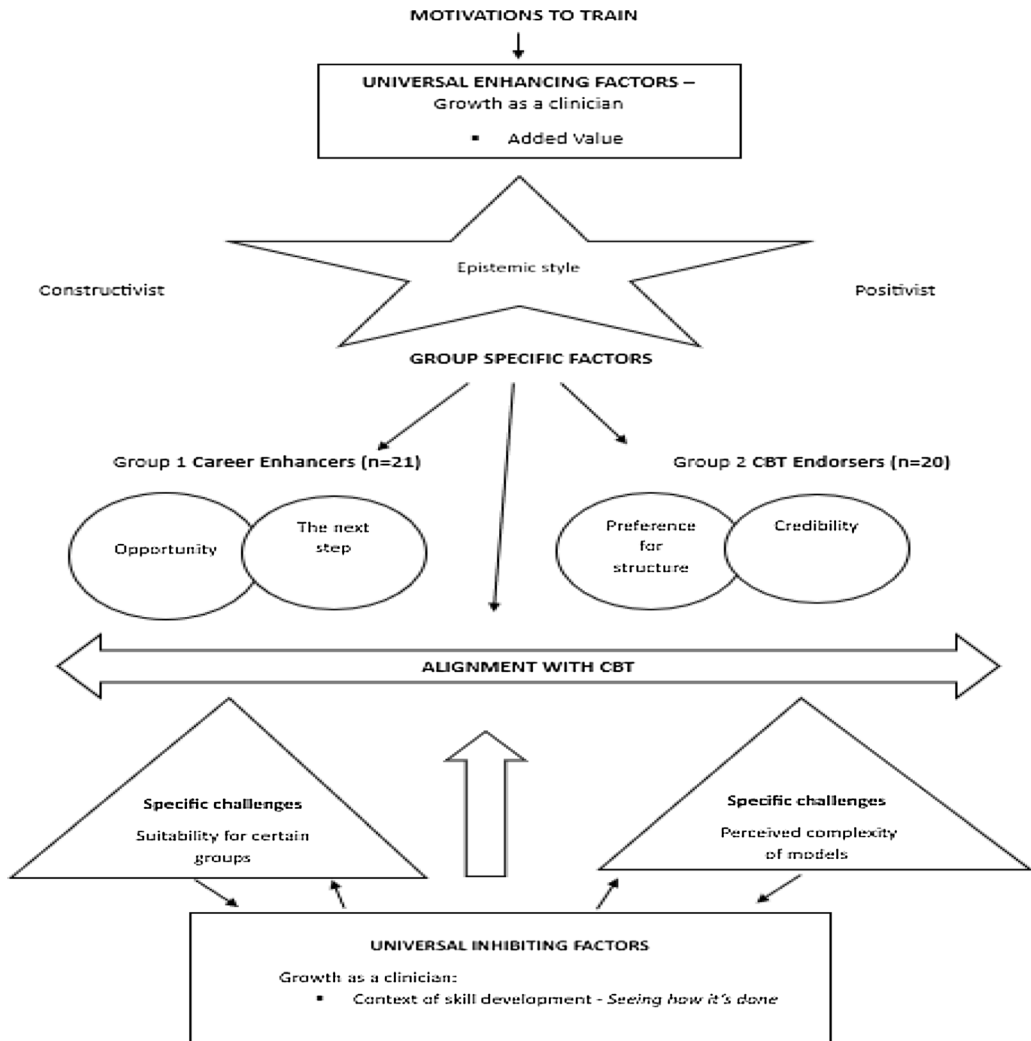 MOTIVATIONS TO TRAIN
UNIVERSAL ENHANCING FACTORS –
Growth as a clinician
▪ Added Value
Epistemic style
Constructivist
Positivist
GROUP SPECIFIC FACTORS
Group 1 Career Enhancers (n=21)
Group 2 CBT Endorsers (n=20)
Opportunity
The next
step
Preference
for
structure
Credibility
ALIGNMENT WITH CBT
Specific challenges
Suitability for certain
groups
Specific challenges
Perceived complexity
of models
UNIVERSAL INHIBITING FACTORS
Growth as a clinician:
▪ Context of skill development - Seeing how it's done